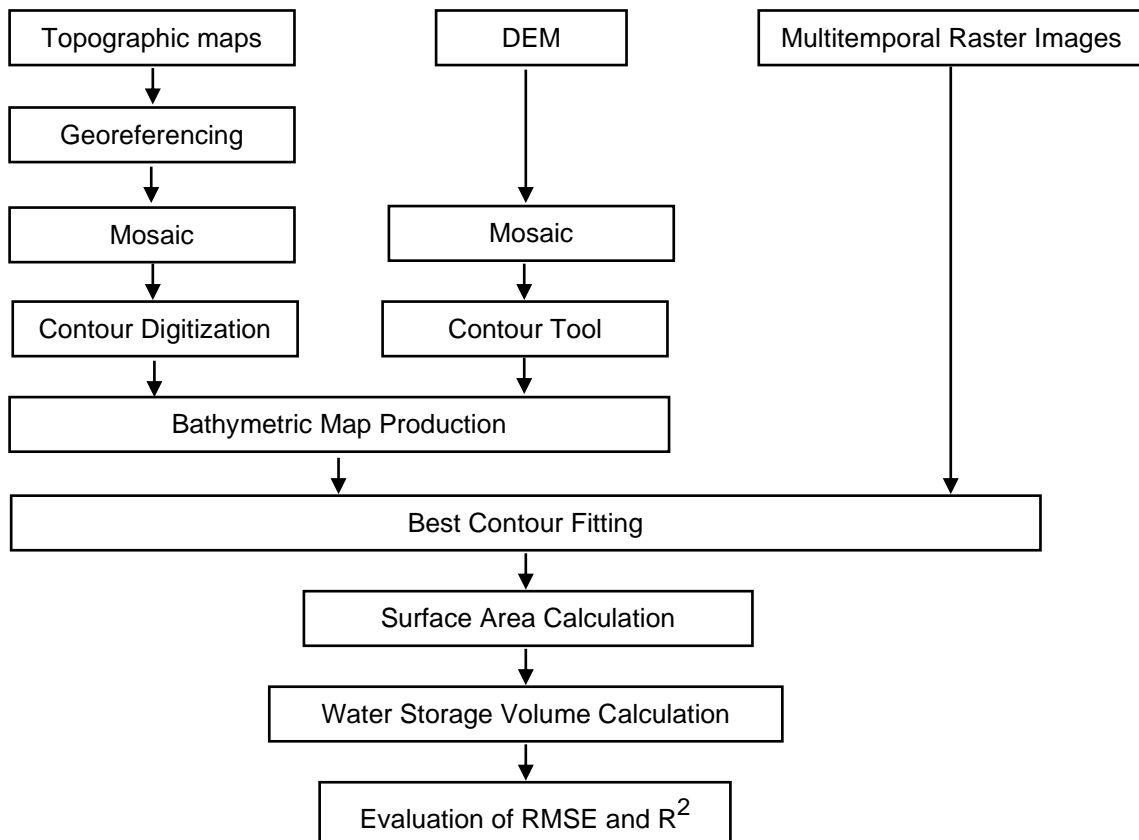 Topographic maps
DEM
Multitemporal Raster Images
Georeferencing
Mosaic
Mosaic
Contour Digitization
Contour Tool
Bathymetric Map Production
Best Contour Fitting
Surface Area Calculation
Water Storage Volume Calculation
Evaluation of RMSE and R²